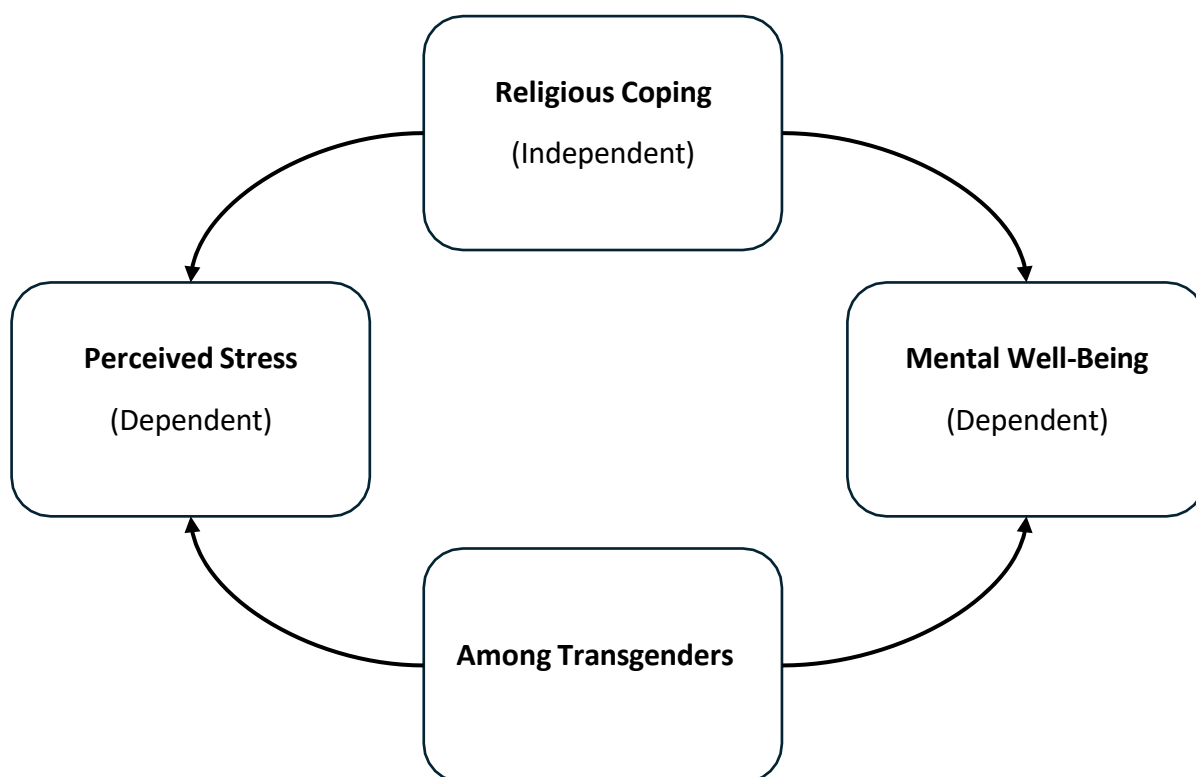 Religious Coping
(Independent)
Perceived Stress
(Dependent)
Mental Well-Being
(Dependent)
Among Transgenders